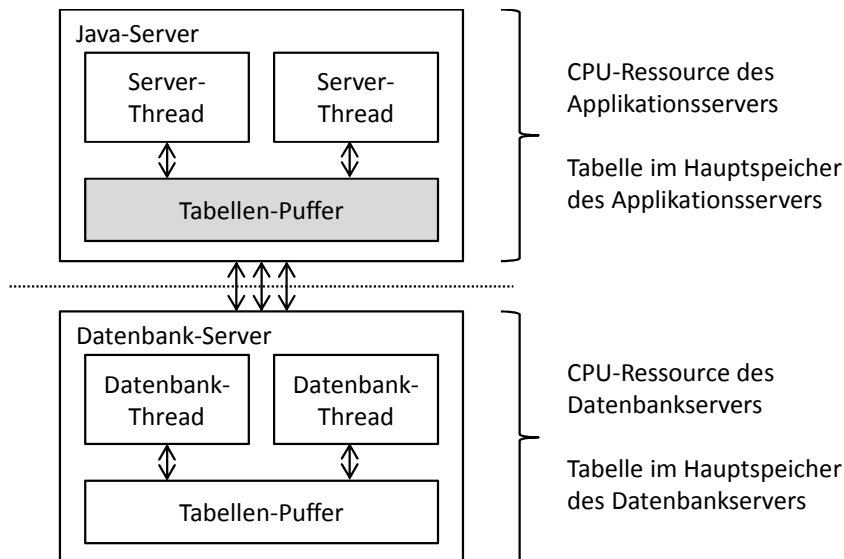 Java-Server
Server-
Thread
Server-
Thread
Tabellen-Puffer
CPU-Ressource des
Applikationsservers
Tabelle im Hauptspeicher
des Applikationsservers
Datenbank-Server
Datenbank-
Thread
Datenbank-
Thread
Tabellen-Puffer
CPU-Ressource des
Datenbankservers
Tabelle im Hauptspeicher
des Datenbankservers